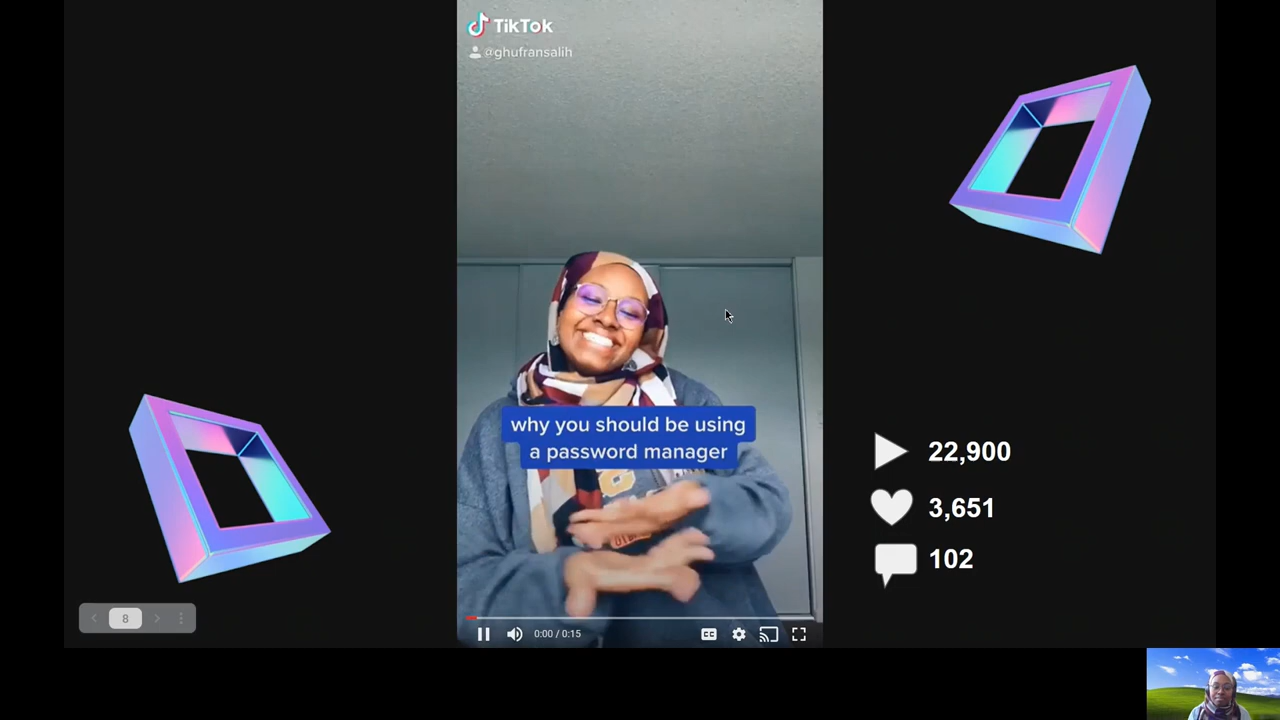 TikTok
@ghufransalih
why you should be using
a password manager
22,900
3,651
102
8
0:00 / 0:15
CC